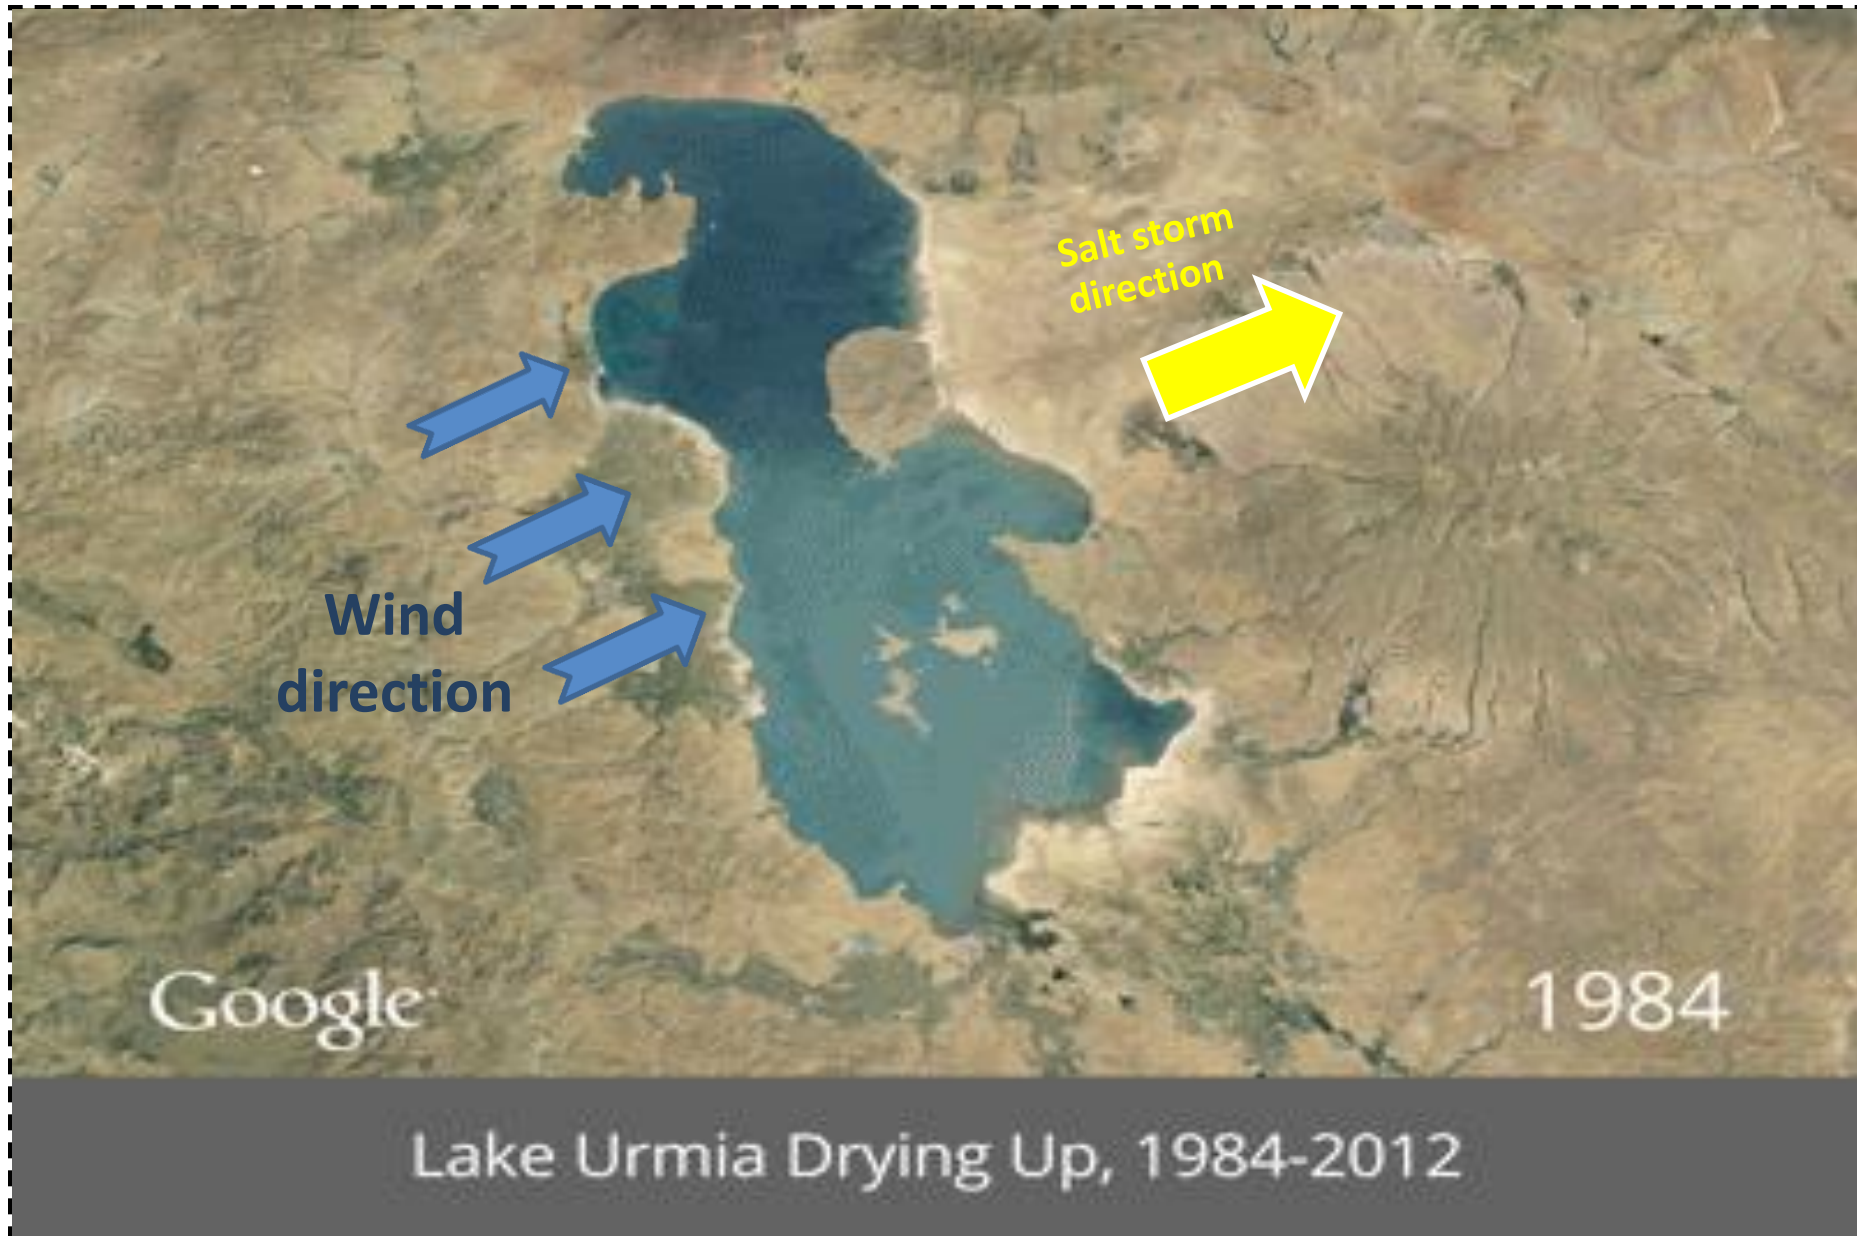 Salt storm
direction
Wind
direction
Google
1984
Lake Urmia Drying Up, 1984-2012